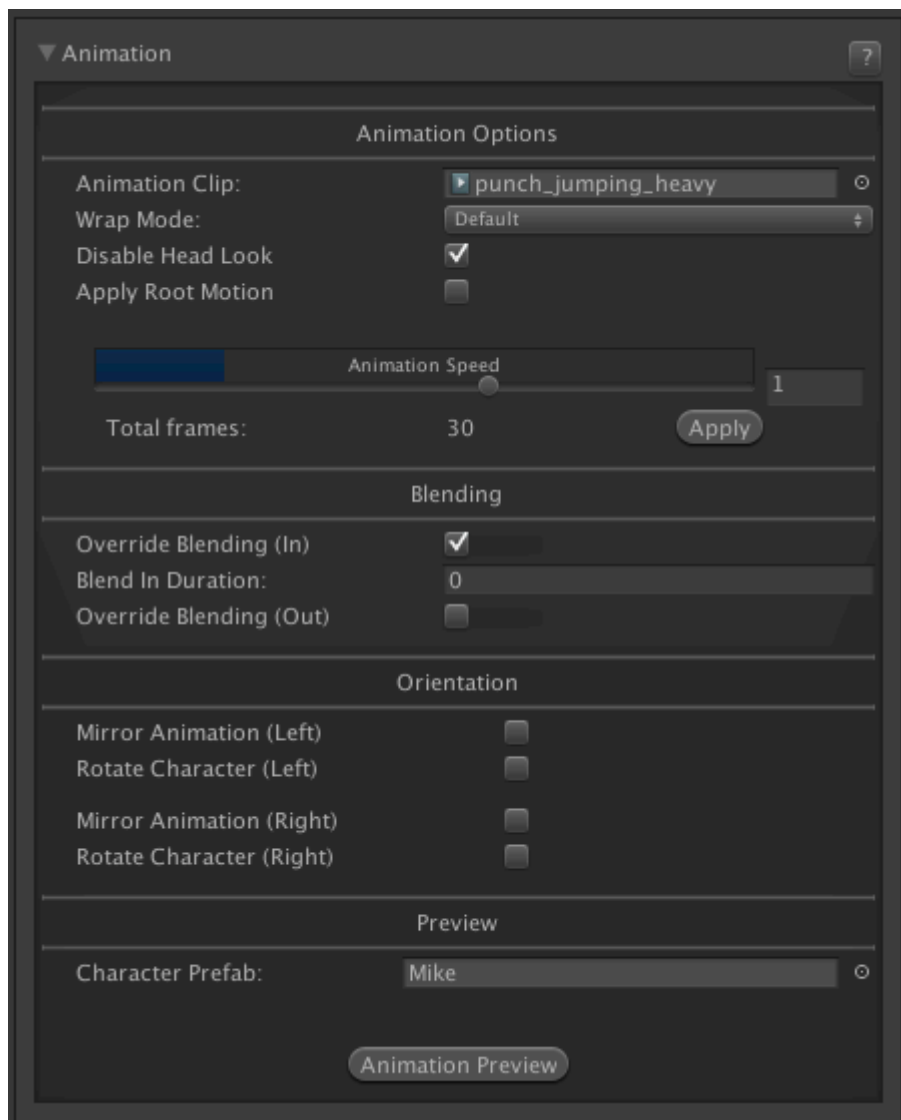 Animation
?
Animation Options
Animation Clip: punch_jumping_heavy
Wrap Mode: Default
Disable Head Look
Apply Root Motion
Animation Speed
1
Total frames: 30 Apply
Blending
Override Blending (In)
Blend In Duration: 0
Override Blending (Out)
Orientation
Mirror Animation (Left)
Rotate Character (Left)
Mirror Animation (Right)
Rotate Character (Right)
Preview
Character Prefab: Mike
Animation Preview